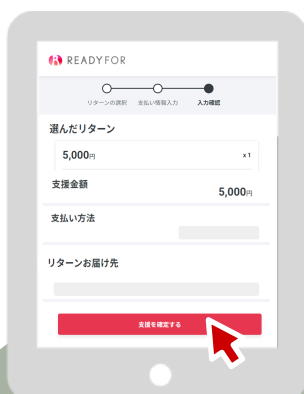 READYFOR
リターンの選択 支払い情報入力 入力確認
選んだリターン
5,000円 x1
支援金額
5,000円
支払い方法
リターンお届け先
支援を確定する